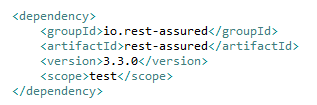 <dependency>
    <groupId>io.rest-assured</groupId>
    <artifactId>rest-assured</artifactId>
    <version>3.3.0</version>
    <scope>test</scope>
</dependency>